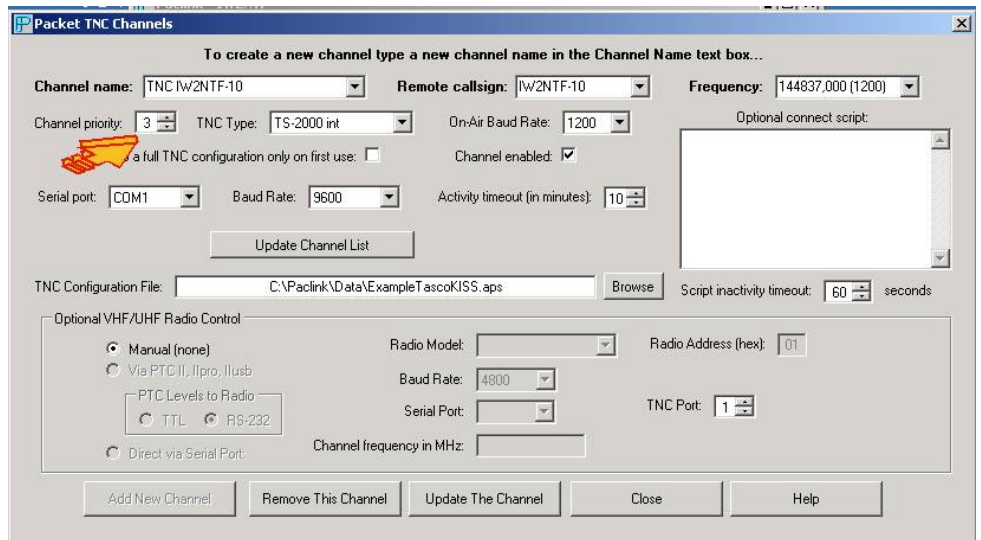 Packet TNC Channels
To create a new channel type a new channel name in the Channel Name text box...
Channel name: TNC IW2NTF-10 Remote callsign: IW2NTF-10 Frequency: 144837,000 (1200)
Channel priority: 3 TNC Type: TS-2000 int On-Air Baud Rate: 1200 Optional connect script:
a full TNC configuration only on first use: Channel enabled:
Serial port: COM1 Baud Rate: 9600 Activity timeout (in minutes): 10
Update Channel List
TNC Configuration File: C:\Paclink\Data\ExampleTascoKISS.aps Browse Script inactivity timeout: 60 seconds
Optional VHF/UHF Radio Control
Manual (none) Radio Model: Radio Address (hex): 01
Via PTC II, IIpro, IIusb Baud Rate: 4800
PTC Levels to Radio
TTL RS-232 Serial Port: TNC Port: 1
Direct via Serial Port: Channel frequency in MHz:
Add New Channel Remove This Channel Update The Channel Close Help